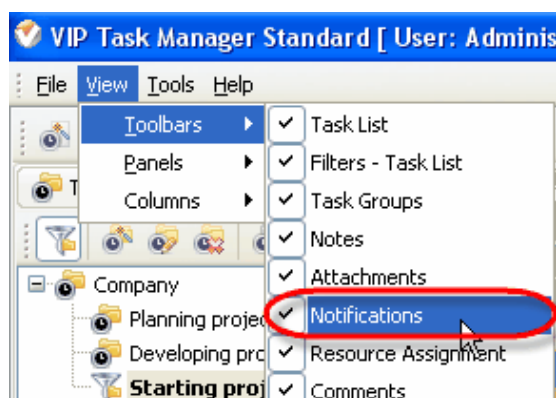 VIP Task Manager Standard [ User: Adminis
File View Tools Help
Toolbars
Panels
Columns
Task List
Filters - Task List
Task Groups
Notes
Attachments
Notifications
Resource Assignment
Comments
T
Company
Planning projec
Developing pro
Starting proj